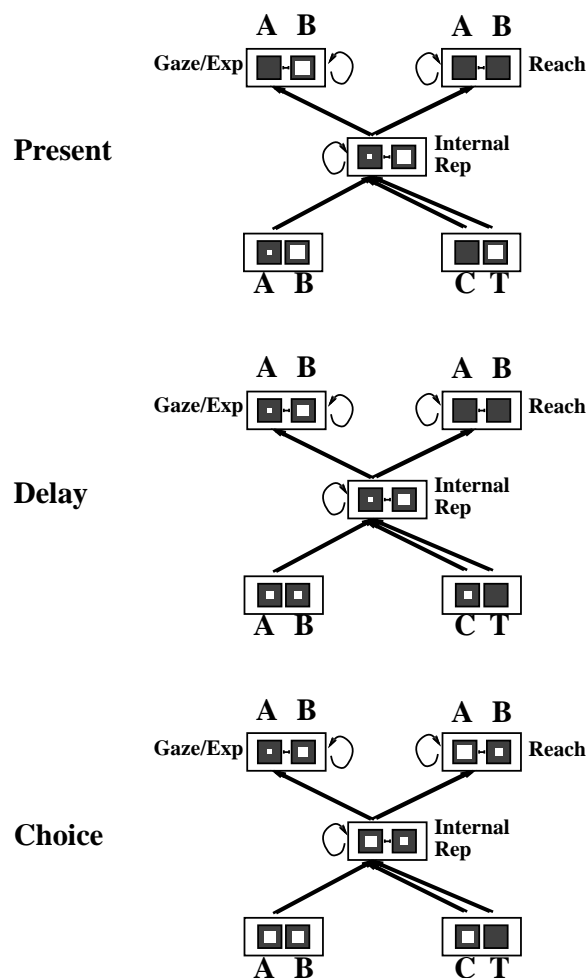 A B A B
Gaze/Exp Reach
Present
Internal
Rep
A B C T
A B A B
Gaze/Exp Reach
Delay
Internal
Rep
A B C T
A B A B
Gaze/Exp Reach
Choice
Internal
Rep
A B C T